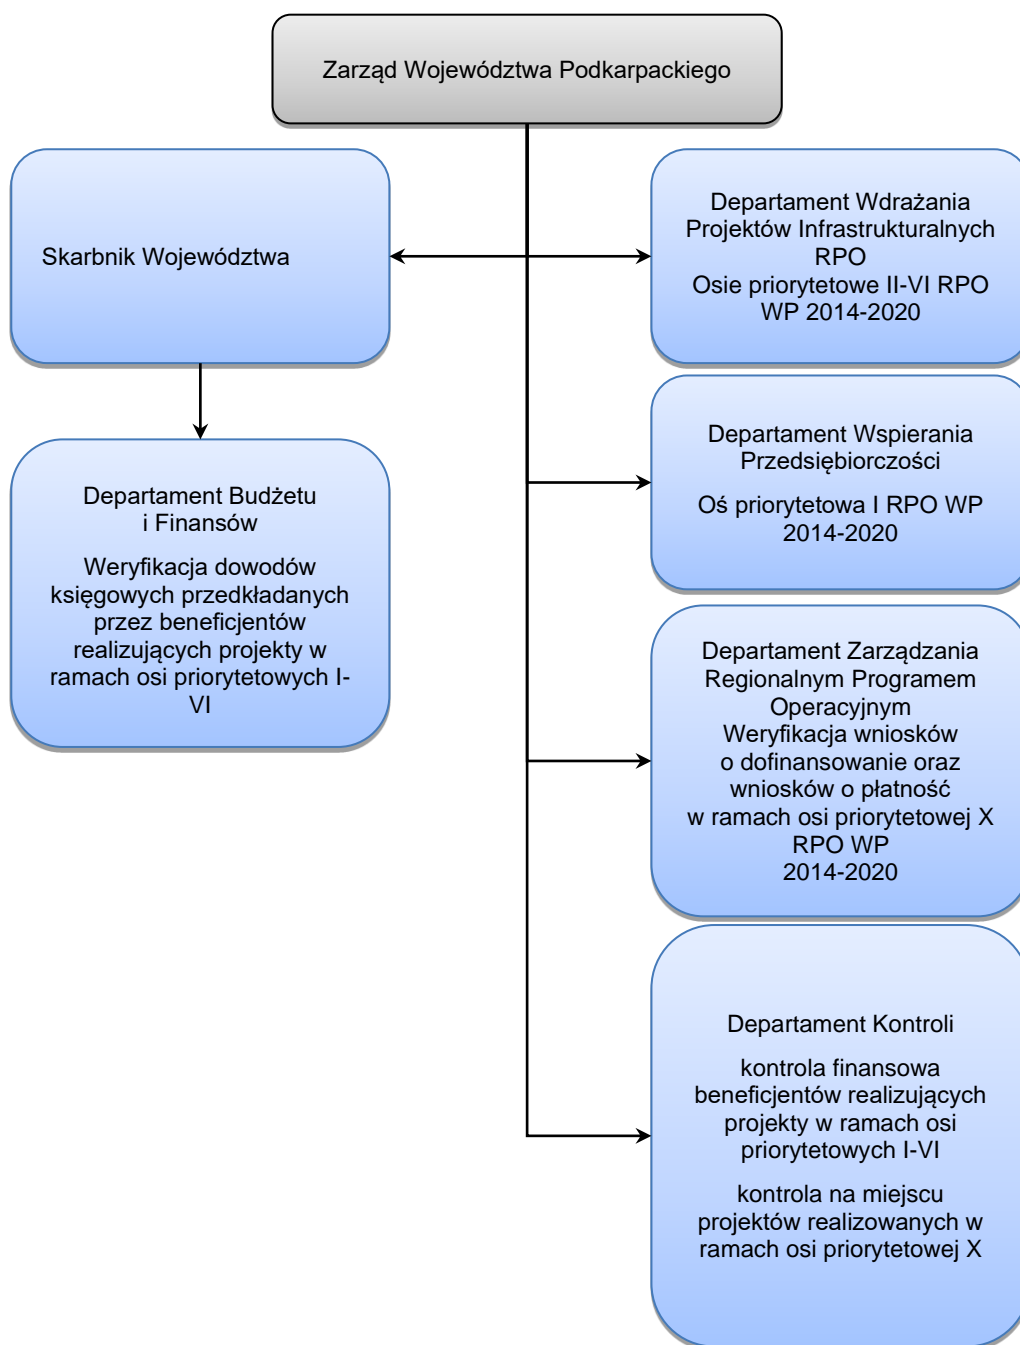 Zarząd Województwa Podkarpackiego
Skarbnik Województwa
Departament Budżetu
i Finansów
Weryfikacja dowodów
księgowych przedkładanych
przez beneficjentów
realizujących projekty w
ramach osi priorytetowych I-
VI
Departament Wdrażania
Projektów Infrastrukturalnych
RPO
Osie priorytetowe II-VI RPO
WP 2014-2020
Departament Wspierania
Przedsiębiorczości
Oś priorytetowa I RPO WP
2014-2020
Departament Zarządzania
Regionalnym Programem
Operacyjnym
Weryfikacja wniosków
o dofinansowanie oraz
wniosków o płatność
w ramach osi priorytetowej X
RPO WP
2014-2020
Departament Kontroli
kontrola finansowa
beneficjentów realizujących
projekty w ramach osi
priorytetowych I-VI
kontrola na miejscu
projektów realizowanych w
ramach osi priorytetowej X